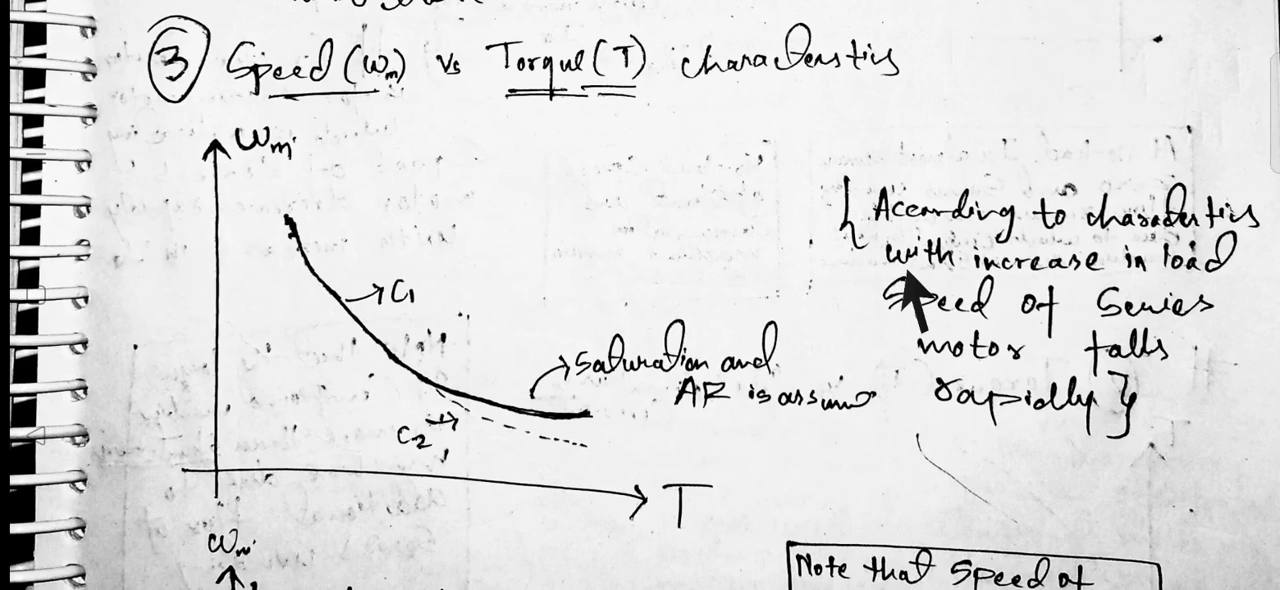 3 Speed (ωm) vs Torque (T) characteristics
ωm
→ C1
saturation and
AR is assume
C2 →
T
{ According to characteristics
with increase in load
Speed of Series
motor falls
rapidly }
ωm
Note that Speed of